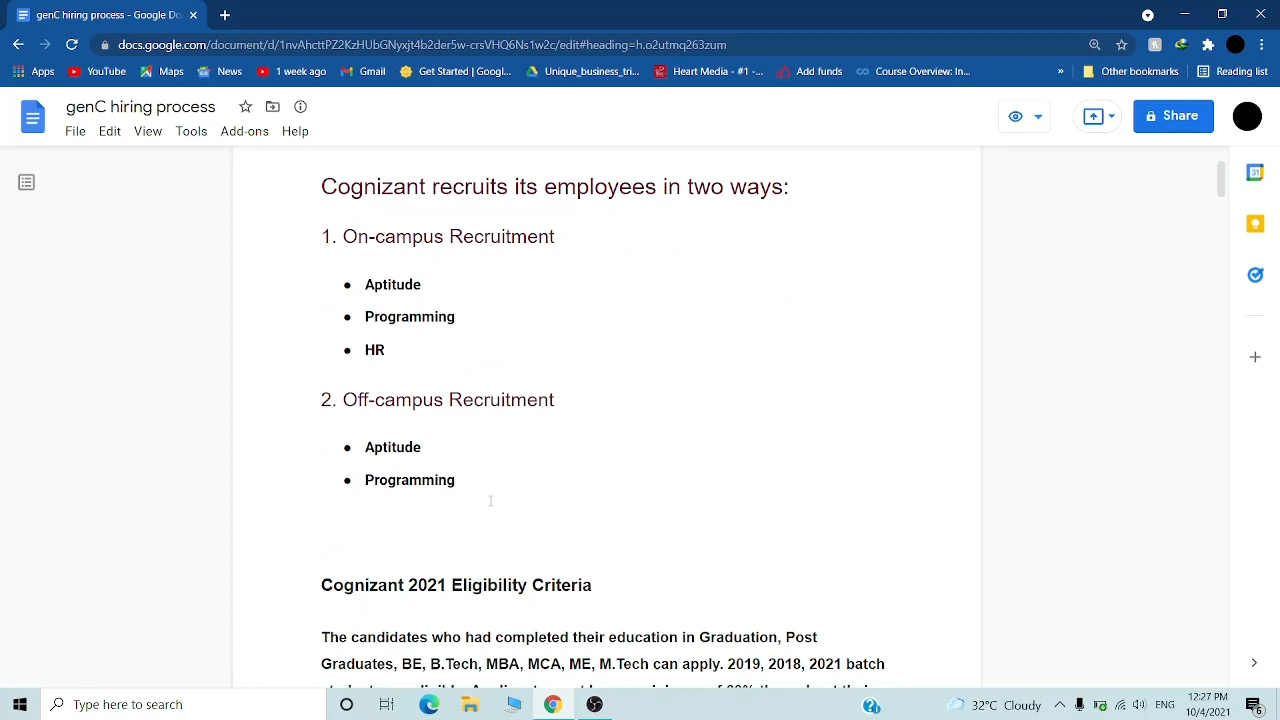 genC hiring process - Google Do
docs.google.com/document/d/1nvAhcttPZ2KzHUbGNyxjt4b2der5w-crsVHQ6Ns1w2c/edit#heading=h.o2utmq263zum
Apps YouTube Maps News 1 week ago Gmail Get Started | Googl... Unique_business_tri... Heart Media - #1 -... Add funds Course Overview: In... » Other bookmarks Reading list
genC hiring process
File Edit View Tools Add-ons Help
Share
31
Cognizant recruits its employees in two ways:
1. On-campus Recruitment
● Aptitude
● Programming
● HR
2. Off-campus Recruitment
● Aptitude
● Programming
Cognizant 2021 Eligibility Criteria
The candidates who had completed their education in Graduation, Post
Graduates, BE, B.Tech, MBA, MCA, ME, M.Tech can apply. 2019, 2018, 2021 batch
Type here to search
32°C Cloudy
ENG
12:27 PM
10/4/2021
6